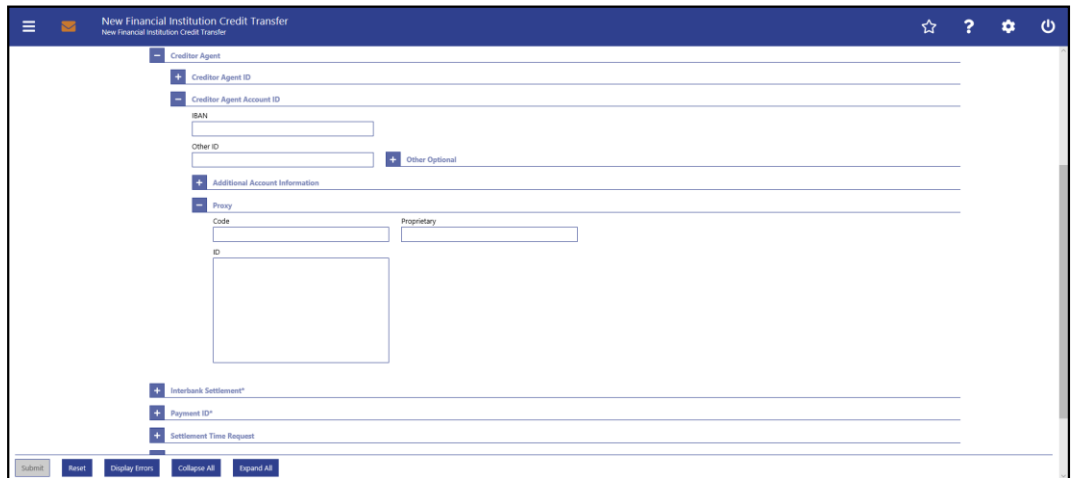 New Financial Institution Credit Transfer
New Financial Institution Credit Transfer
?
Creditor Agent
Creditor Agent ID
Creditor Agent Account ID
IBAN
Other ID
Other Optional
Additional Account Information
Proxy
Code Proprietary
ID
Interbank Settlement*
Payment ID*
Settlement Time Request
Submit Reset Display Errors Collapse All Expand All